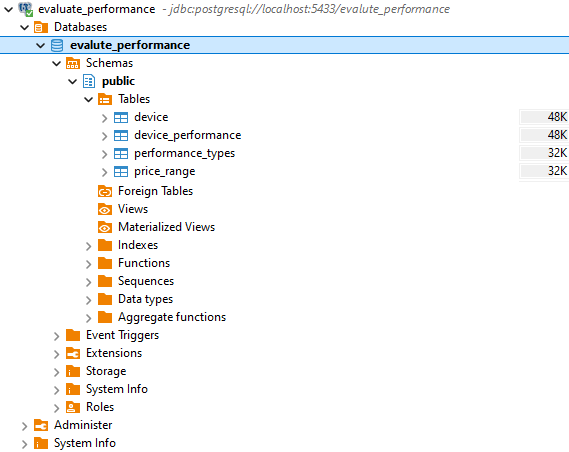 evaluate_performance - jdbc:postgresql://localhost:5433/evalute_performance
Databases
evalute_performance
Schemas
public
Tables
device 48K
device_performance 48K
performance_types 32K
price_range 32K
Foreign Tables
Views
Materialized Views
Indexes
Functions
Sequences
Data types
Aggregate functions
Event Triggers
Extensions
Storage
System Info
Roles
Administer
System Info